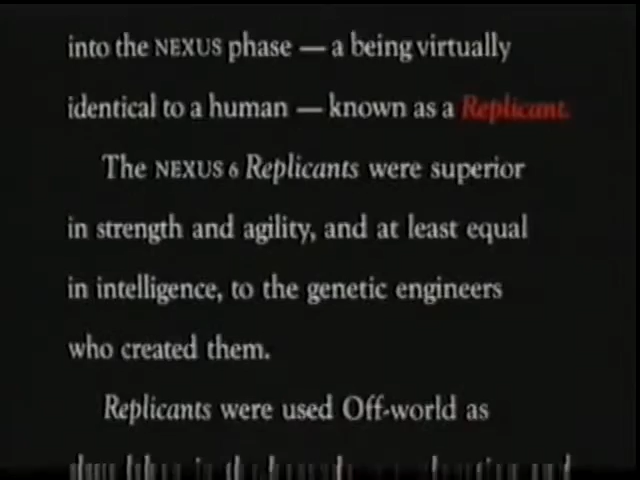 into the NEXUS phase — a being virtually
identical to a human — known as a Replicant.
The NEXUS 6 Replicants were superior
in strength and agility, and at least equal
in intelligence, to the genetic engineers
who created them.
Replicants were used Off-world as